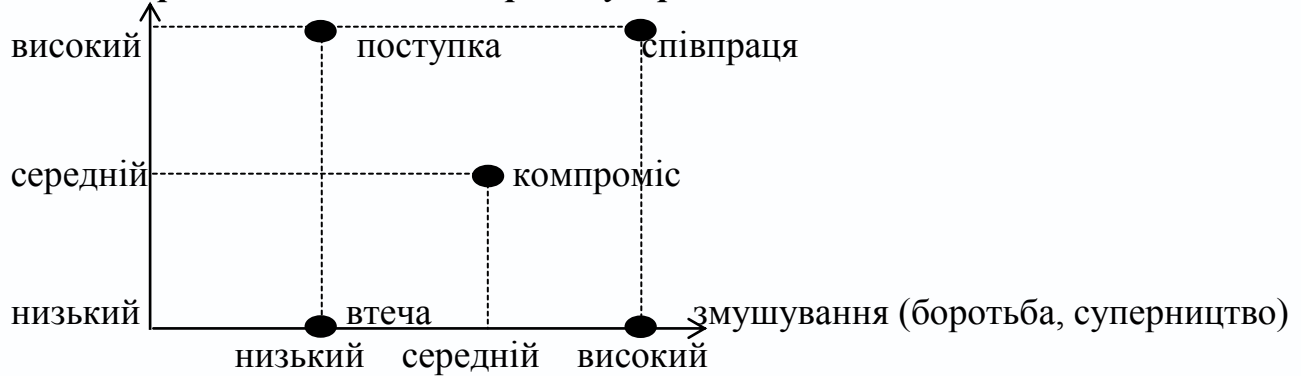 високий поступка співпраця
середній компроміс
низький втеча змушування (боротьба, суперництво)
низький середній високий